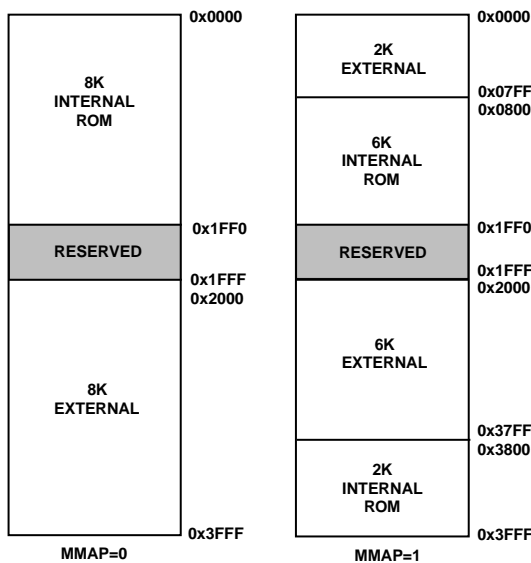 0x0000
8K
INTERNAL
ROM
0x1FF0
RESERVED
0x1FFF
0x2000
8K
EXTERNAL
0x3FFF
MMAP=0
0x0000
2K
EXTERNAL
0x07FF
0x0800
6K
INTERNAL
ROM
0x1FF0
RESERVED
0x1FFF
0x2000
6K
EXTERNAL
0x37FF
0x3800
2K
INTERNAL
ROM
0x3FFF
MMAP=1